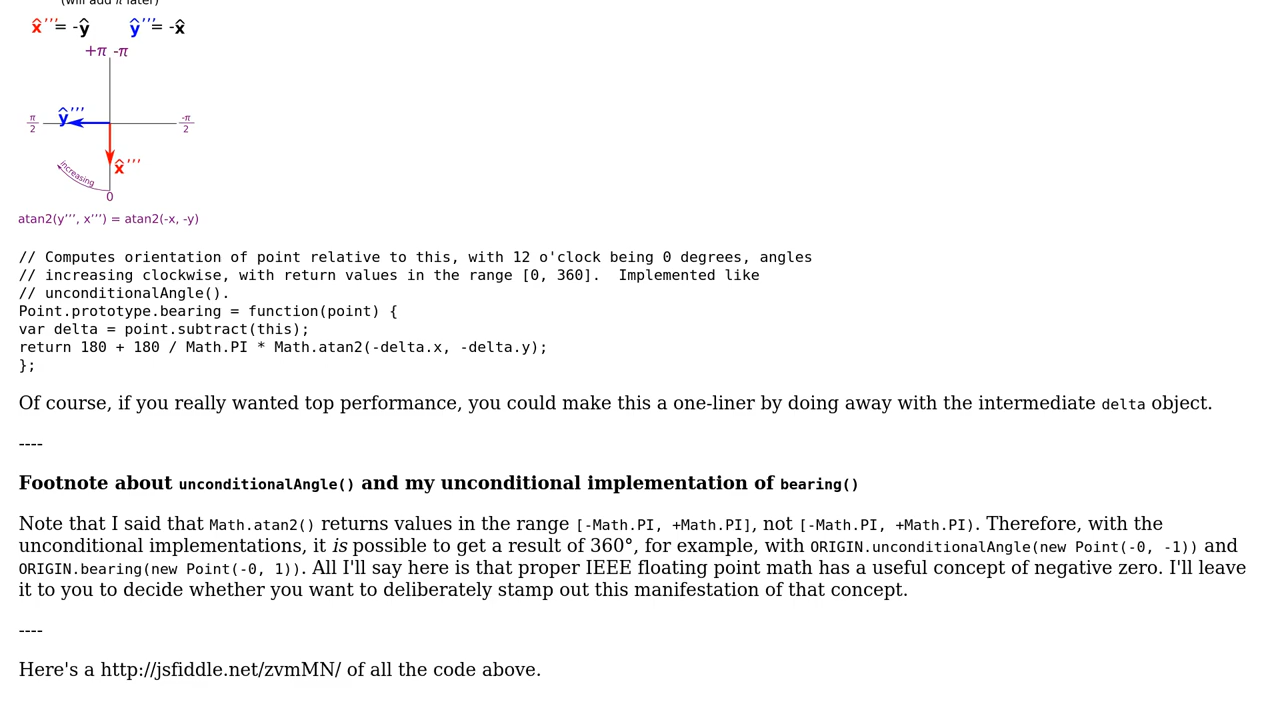 (will add π later)
x̂′′′= -ŷ ŷ′′′= -x̂
+π -π
π/2 ŷ′′′ -π/2
x̂′′′
increasing
0
atan2(y′′′, x′′′) = atan2(-x, -y)
// Computes orientation of point relative to this, with 12 o'clock being 0 degrees, angles
// increasing clockwise, with return values in the range [0, 360].  Implemented like
// unconditionalAngle().
Point.prototype.bearing = function(point) {
var delta = point.subtract(this);
return 180 + 180 / Math.PI * Math.atan2(-delta.x, -delta.y);
};
Of course, if you really wanted top performance, you could make this a one-liner by doing away with the intermediate delta object.
----
Footnote about unconditionalAngle() and my unconditional implementation of bearing()
Note that I said that Math.atan2() returns values in the range [-Math.PI, +Math.PI], not [-Math.PI, +Math.PI). Therefore, with the
unconditional implementations, it is possible to get a result of 360°, for example, with ORIGIN.unconditionalAngle(new Point(-0, -1)) and
ORIGIN.bearing(new Point(-0, 1)). All I'll say here is that proper IEEE floating point math has a useful concept of negative zero. I'll leave
it to you to decide whether you want to deliberately stamp out this manifestation of that concept.
----
Here's a http://jsfiddle.net/zvmMN/ of all the code above.